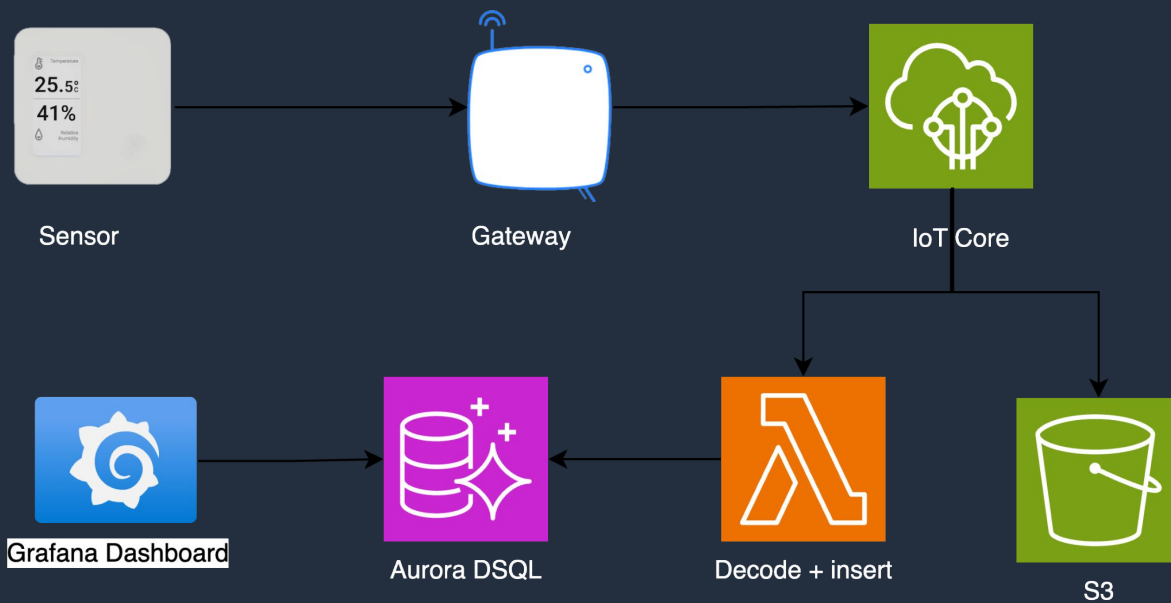 Temperature
25.5°C
41%
Relative
Humidity
Sensor
Gateway
IoT Core
Grafana Dashboard
Aurora DSQL
Decode + insert
S3